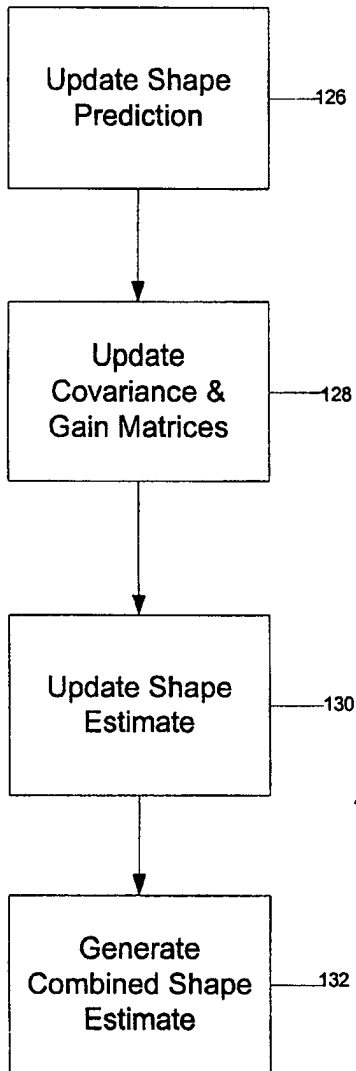 Update Shape
Prediction
126
Update
Covariance &
Gain Matrices
128
Update Shape
Estimate
130
Generate
Combined Shape
Estimate
132